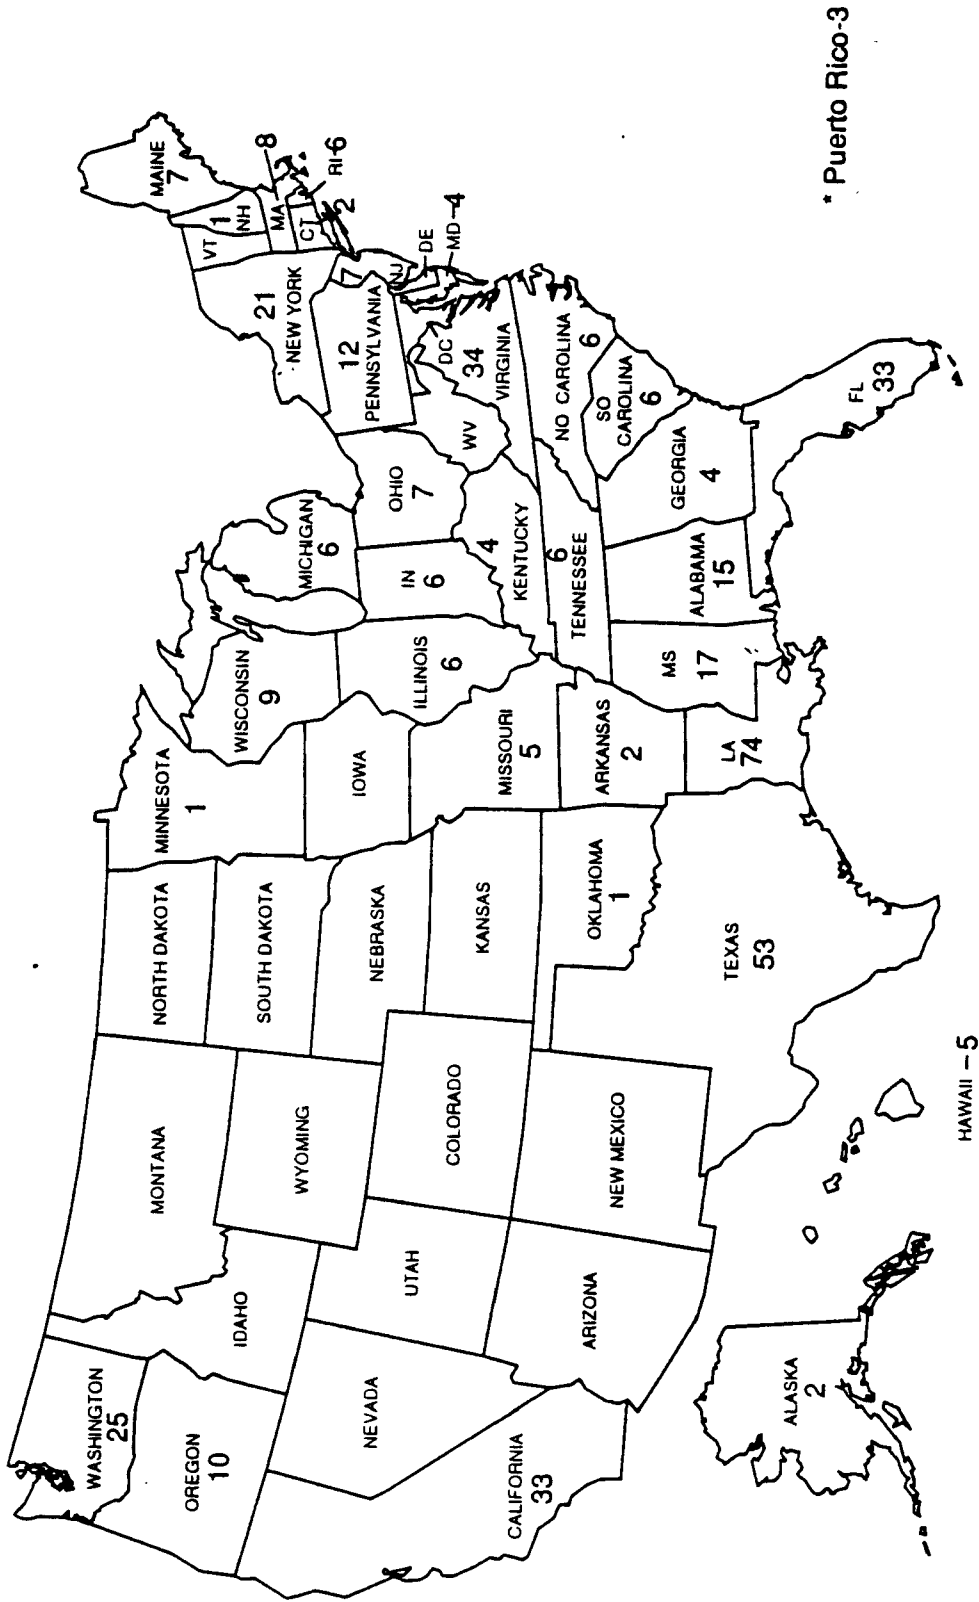 WASHINGTON
25
OREGON
10
CALIFORNIA
33
NEVADA
IDAHO
MONTANA
WYOMING
UTAH
ARIZONA
COLORADO
NEW MEXICO
NORTH DAKOTA
SOUTH DAKOTA
NEBRASKA
KANSAS
OKLAHOMA
1
TEXAS
53
MINNESOTA
1
IOWA
MISSOURI
5
ARKANSAS
2
LA
74
WISCONSIN
9
ILLINOIS
6
MICHIGAN
6
IN
6
OHIO
7
KENTUCKY
4
TENNESSEE
6
MS
17
ALABAMA
15
GEORGIA
4
FL
33
SO
CAROLINA
6
NO CAROLINA
6
VIRGINIA
34
WV
DC
PENNSYLVANIA
12
NEW YORK
21
VT
NH
1
MAINE
7
MA
8
RI-6
CT
2
NJ
7
DE
MD-4
ALASKA
2
HAWAII - 5
* Puerto Rico-3